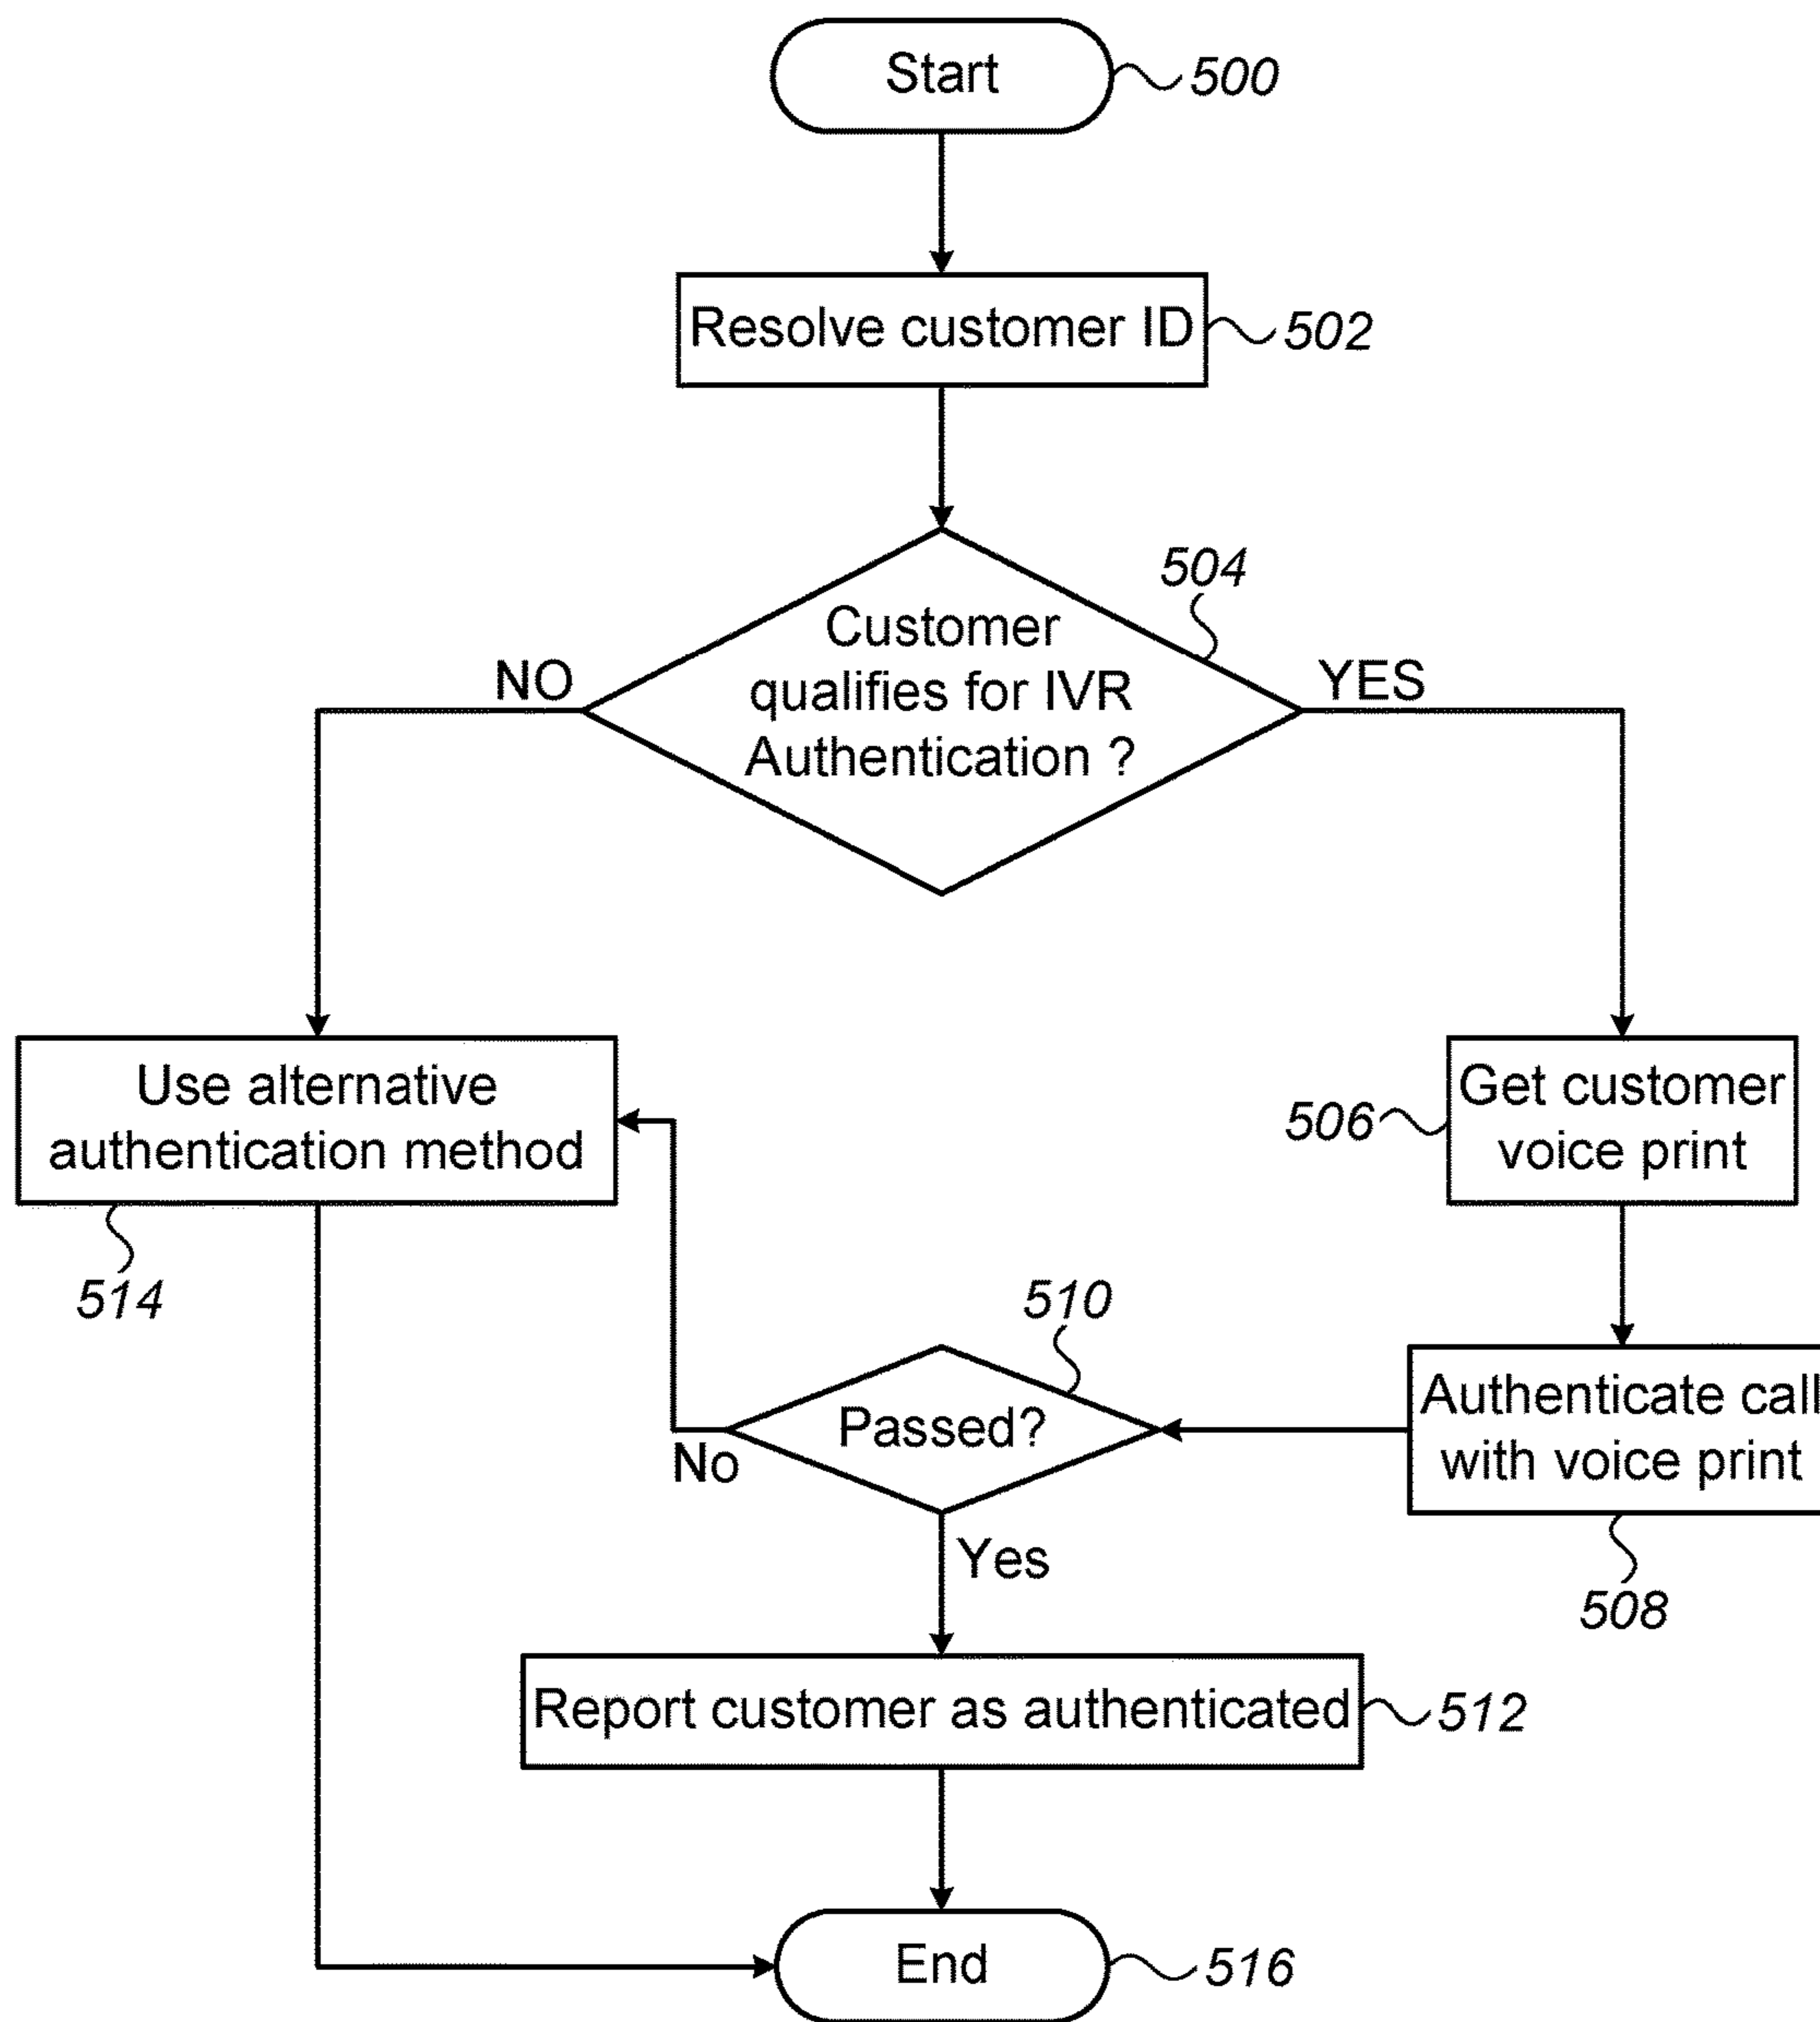 Start
500
Resolve customer ID
502
504
Customer
qualifies for IVR
Authentication ?
NO
YES
Use alternative
authentication method
514
506
Get customer
voice print
510
Passed?
No
Yes
Authenticate call
with voice print
508
Report customer as authenticated
512
End
516